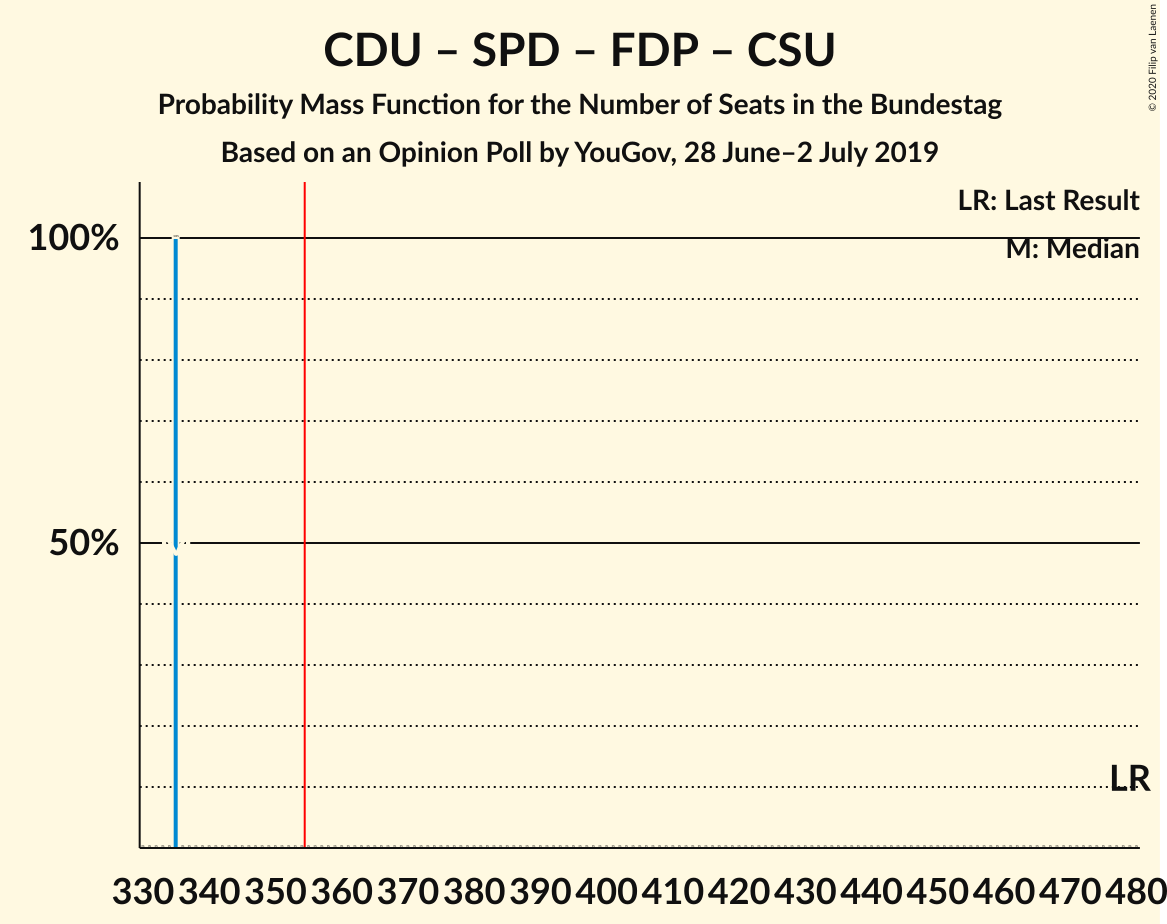 CDU – SPD – FDP – CSU
Probability Mass Function for the Number of Seats in the Bundestag
Based on an Opinion Poll by YouGov, 28 June–2 July 2019
© 2020 Filip van Laenen
LR: Last Result
M: Median
100%
50%
M
LR
330 340 350 360 370 380 390 400 410 420 430 440 450 460 470 480